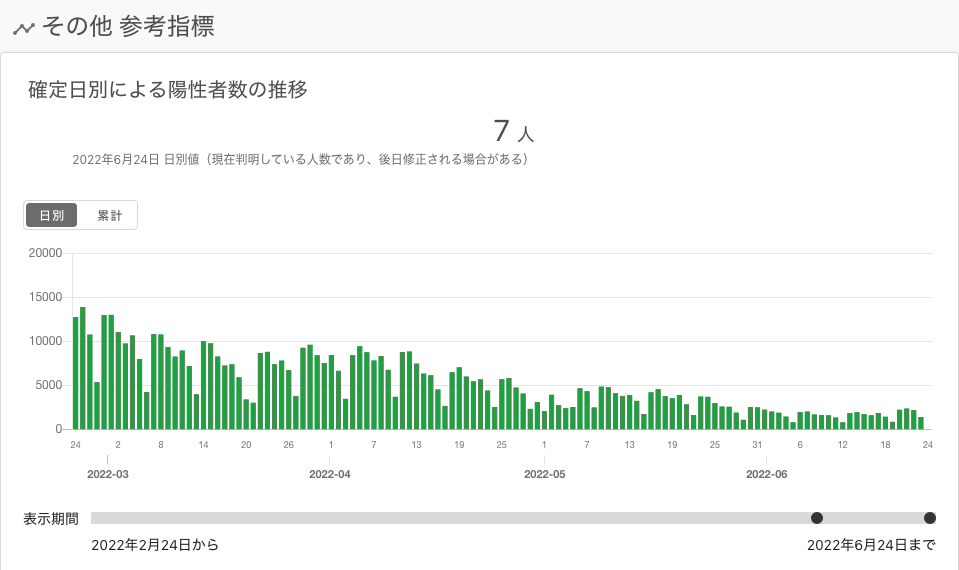 その他 参考指標
確定日別による陽性者数の推移
7 人
2022年6月24日 日別値（現在判明している人数であり、後日修正される場合がある）
日別 累計
20000
15000
10000
5000
0
24 2 8 14 20 26 1 7 13 19 25 1 7 13 19 25 31 6 12 18 24
2022-03 2022-04 2022-05 2022-06
表示期間
2022年2月24日から 2022年6月24日まで